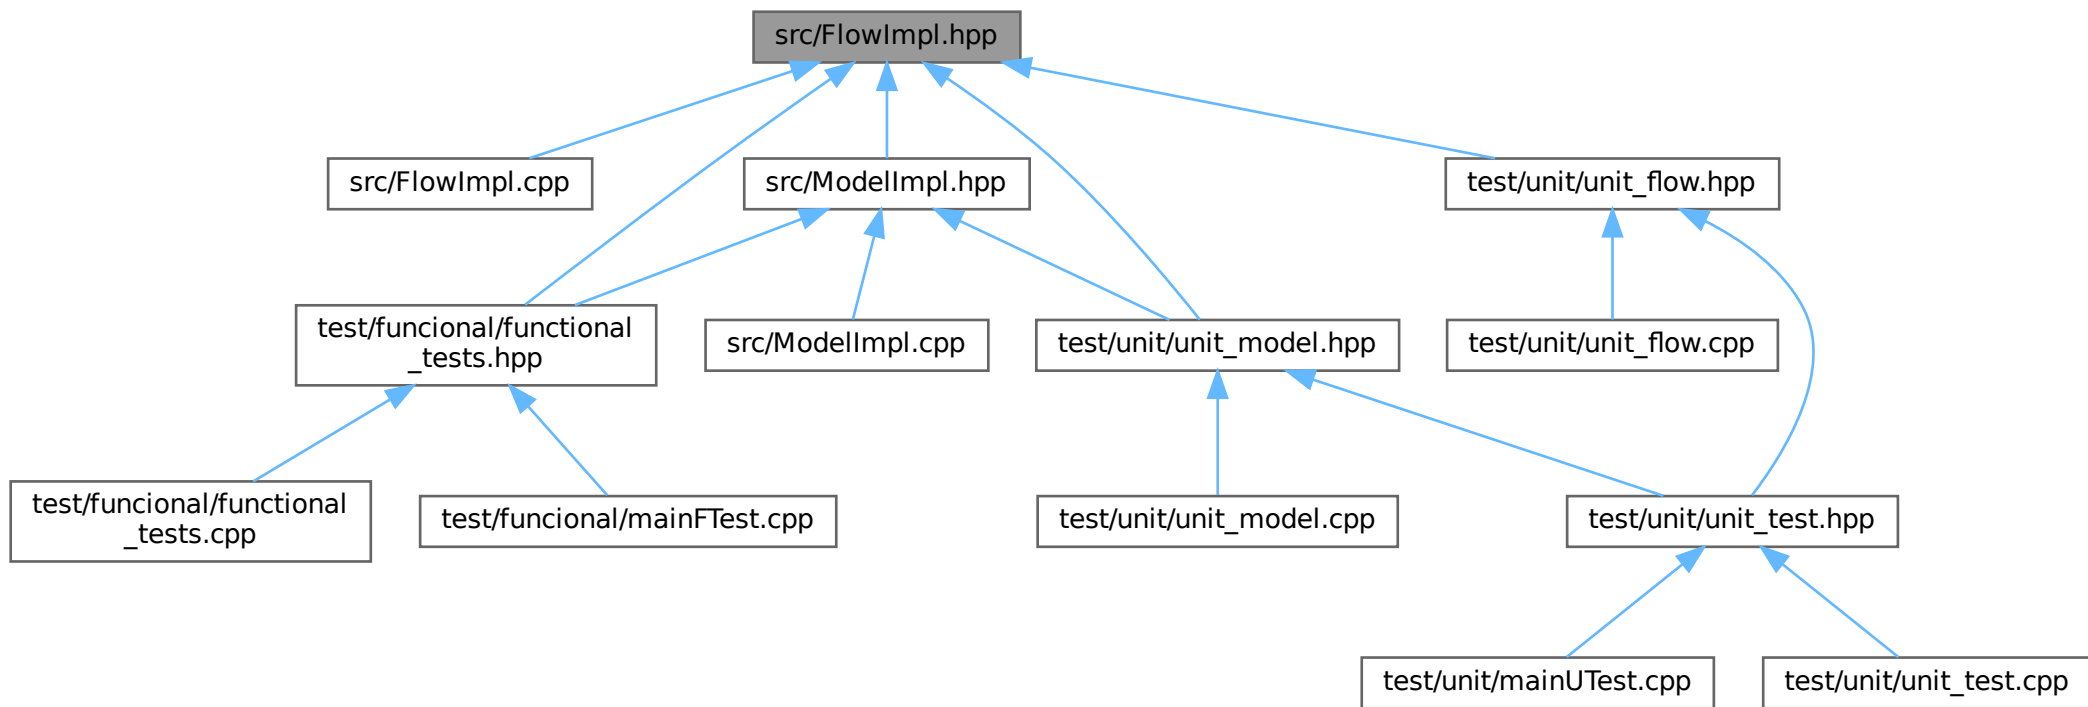 src/FlowImpl.hpp
src/FlowImpl.cpp
src/ModelImpl.hpp
test/unit/unit_flow.hpp
test/funcional/functional
_tests.hpp
src/ModelImpl.cpp
test/unit/unit_model.hpp
test/unit/unit_flow.cpp
test/funcional/functional
_tests.cpp
test/funcional/mainFTest.cpp
test/unit/unit_model.cpp
test/unit/unit_test.hpp
test/unit/mainUTest.cpp
test/unit/unit_test.cpp